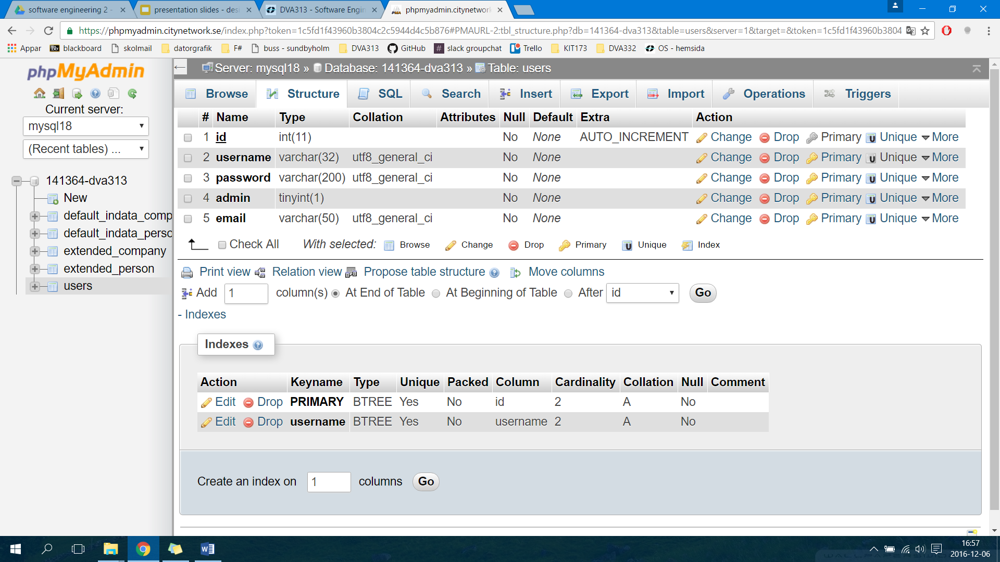 software engineering 2 -
presentation slides - des
DVA313 - Software Engin
phpmyadmin.citynetwork
https://phpmyadmin.citynetwork.se/index.php?token=1c5fd1f43960b3804c2c5944d4c5b876#PMAURL-2:tbl_structure.php?db=141364-dva313&table=users&server=1&target=&token=1c5fd1f43960b3804
Appar Bb blackboard skolmail datorgrafik F# buss - sundbyholm DVA313 GitHub slack groupchat Trello KIT173 DVA332 OS - hemsida
phpMyAdmin
Current server:
mysql18
(Recent tables) ...
141364-dva313
New
default_indata_comp
default_indata_perso
extended_company
extended_person
users
Server: mysql18 » Database: 141364-dva313 » Table: users
Browse Structure SQL Search Insert Export Import Operations Triggers
# Name Type Collation Attributes Null Default Extra Action
1 id int(11) No None AUTO_INCREMENT Change Drop Primary Unique More
2 username varchar(32) utf8_general_ci No None Change Drop Primary Unique More
3 password varchar(200) utf8_general_ci No None Change Drop Primary Unique More
4 admin tinyint(1) No None Change Drop Primary Unique More
5 email varchar(50) utf8_general_ci No None Change Drop Primary Unique More
Check All With selected: Browse Change Drop Primary Unique Index
Print view Relation view Propose table structure Move columns
Add 1 column(s) At End of Table At Beginning of Table After id Go
- Indexes
Indexes
Action Keyname Type Unique Packed Column Cardinality Collation Null Comment
Edit Drop PRIMARY BTREE Yes No id 2 A No
Edit Drop username BTREE Yes No username 2 A No
Create an index on 1 columns Go
16:57
2016-12-06